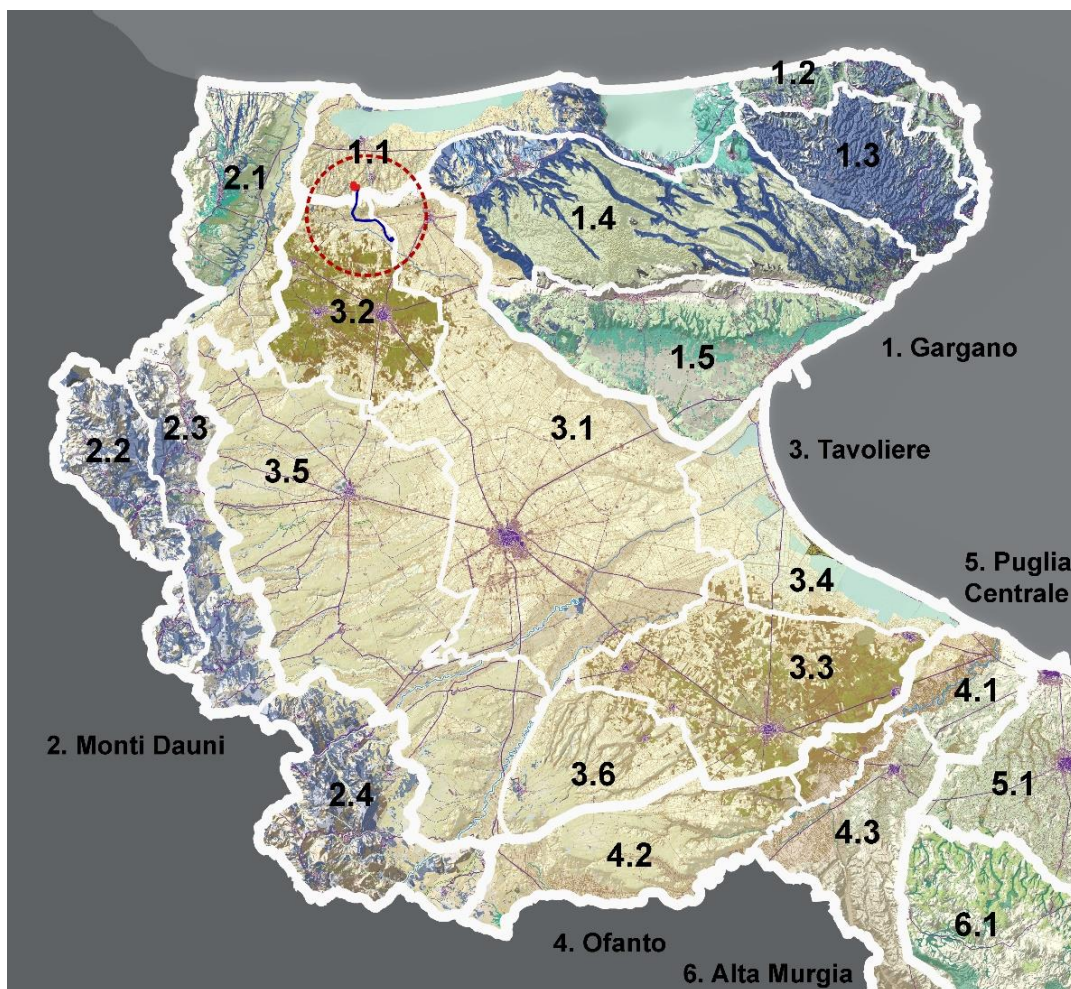 1.2
1.1
1.3
2.1
1.4
3.2
1. Gargano
1.5
3.1
2.3
2.2
3. Tavoliere
3.5
5. Puglia
Centrale
3.4
3.3
4.1
2. Monti Dauni
3.6
5.1
2.4
4.3
4.2
6.1
4. Ofanto
6. Alta Murgia